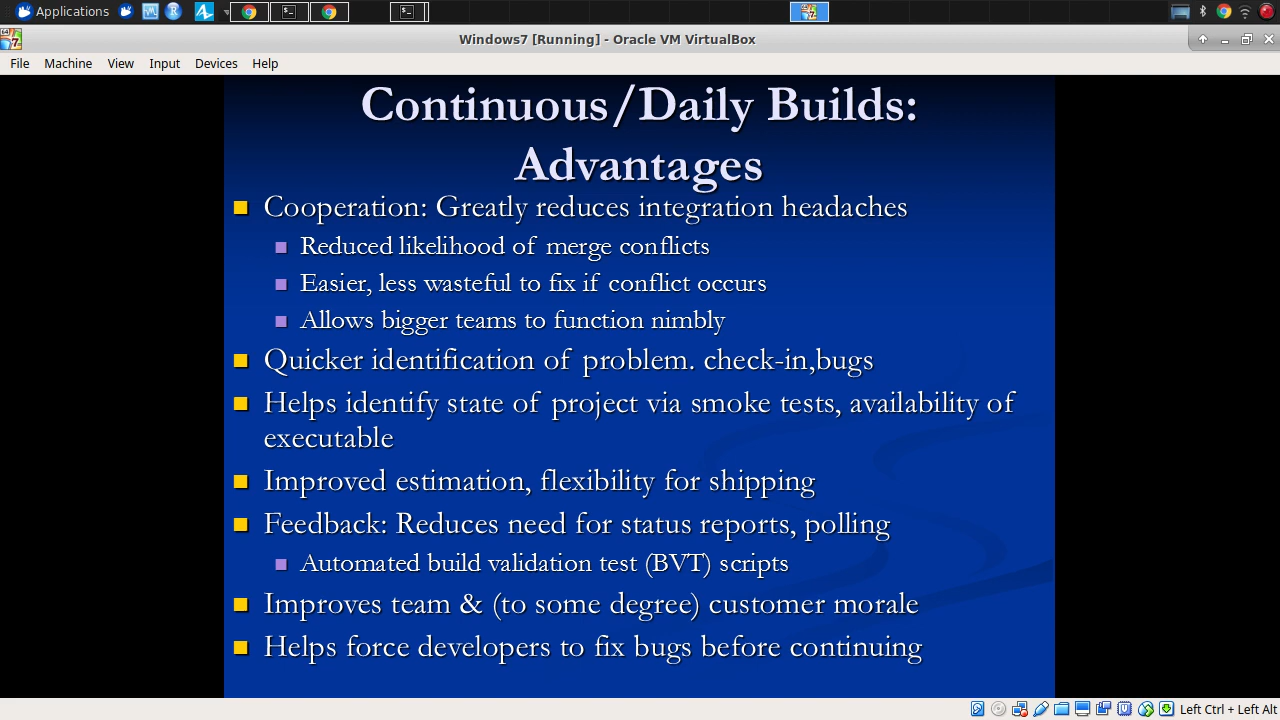 Applications
Windows7 [Running] - Oracle VM VirtualBox
File Machine View Input Devices Help
Continuous/Daily Builds:
Advantages
Cooperation: Greatly reduces integration headaches
Reduced likelihood of merge conflicts
Easier, less wasteful to fix if conflict occurs
Allows bigger teams to function nimbly
Quicker identification of problem. check-in,bugs
Helps identify state of project via smoke tests, availability of
executable
Improved estimation, flexibility for shipping
Feedback: Reduces need for status reports, polling
Automated build validation test (BVT) scripts
Improves team & (to some degree) customer morale
Helps force developers to fix bugs before continuing
Left Ctrl + Left Alt